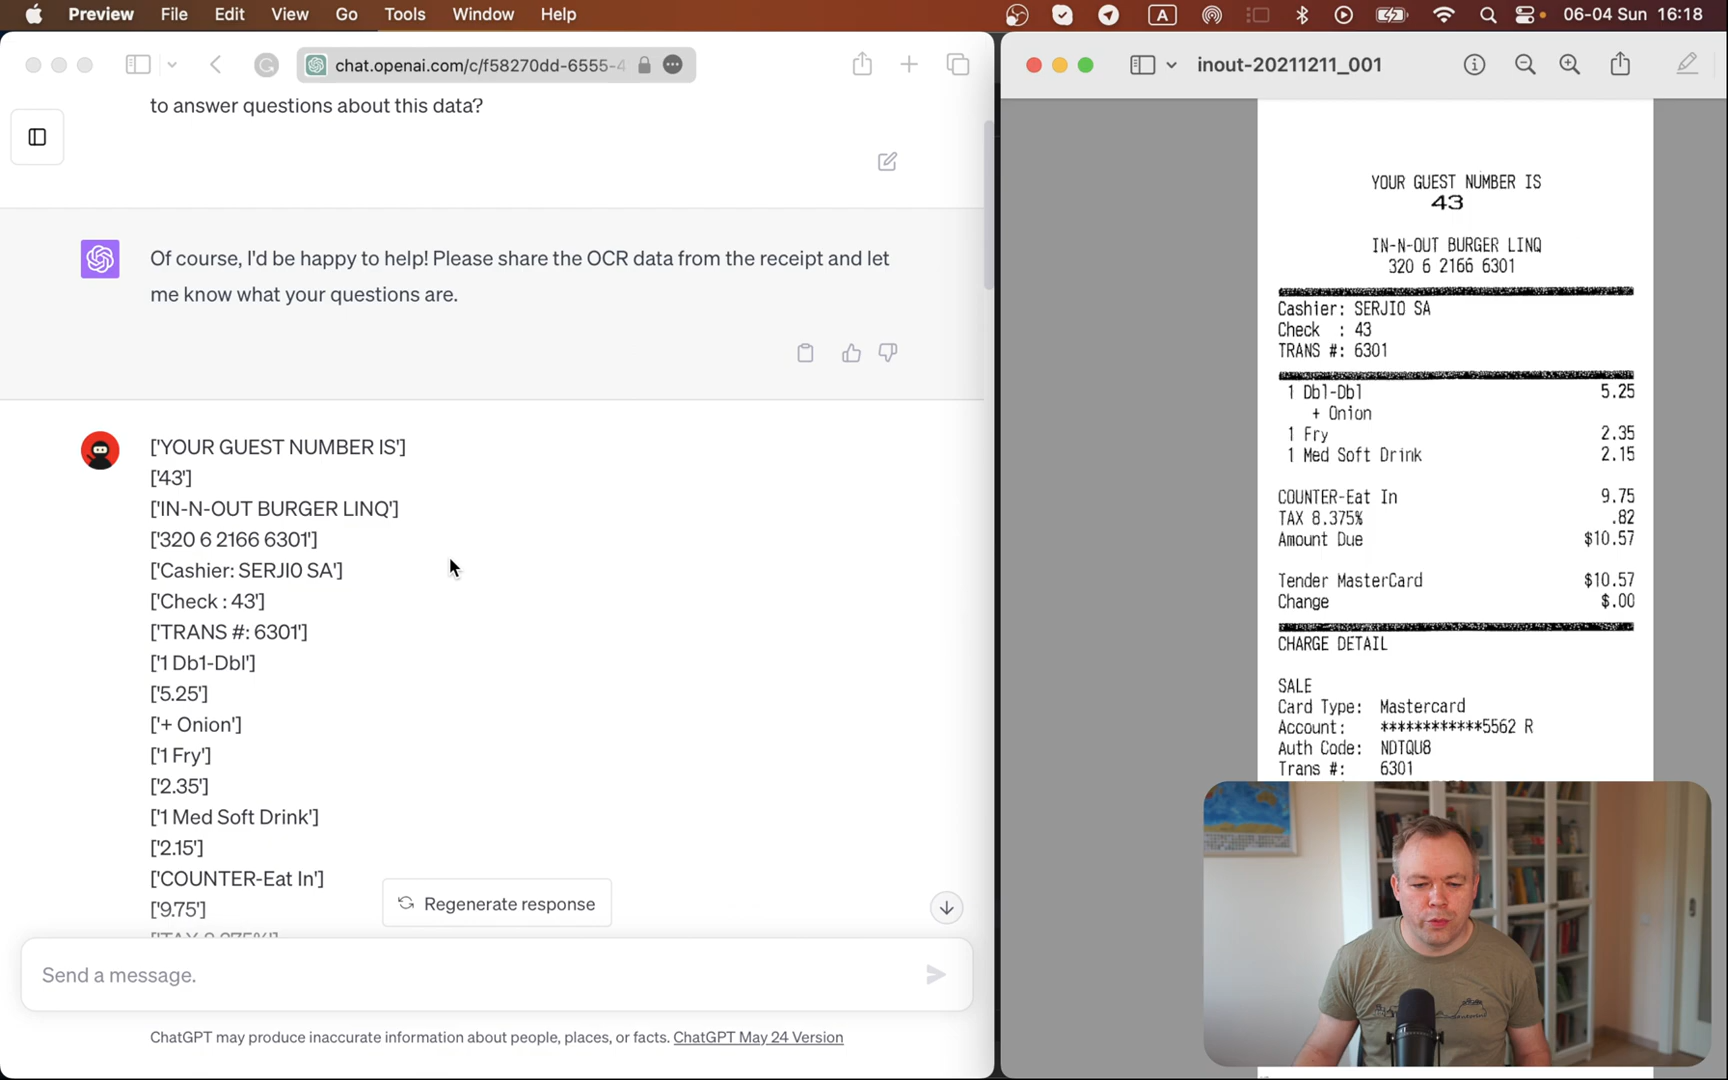 Preview File Edit View Go Tools Window Help
A
06-04 Sun 16:18
chat.openai.com/c/f58270dd-6555-4
to answer questions about this data?
Of course, I'd be happy to help! Please share the OCR data from the receipt and let
me know what your questions are.
['YOUR GUEST NUMBER IS']
['43']
['IN-N-OUT BURGER LINQ']
['320 6 2166 6301']
['Cashier: SERJI0 SA']
['Check : 43']
['TRANS #: 6301']
['1 Db1-Dbl']
['5.25']
['+ Onion']
['1 Fry']
['2.35']
['1 Med Soft Drink']
['2.15']
['COUNTER-Eat In']
['9.75']
['TAX 8.375%']
Regenerate response
Send a message.
ChatGPT may produce inaccurate information about people, places, or facts. ChatGPT May 24 Version
inout-20211211_001
YOUR GUEST NUMBER IS
43
IN-N-OUT BURGER LINQ
320 6 2166 6301
Cashier: SERJIO SA
Check : 43
TRANS #: 6301
1 Dbl-Dbl 5.25
+ Onion
1 Fry 2.35
1 Med Soft Drink 2.15
COUNTER-Eat In 9.75
TAX 8.375% .82
Amount Due $10.57
Tender MasterCard $10.57
Change $.00
CHARGE DETAIL
SALE
Card Type: Mastercard
Account: ************5562 R
Auth Code: NDTQU8
Trans #: 6301